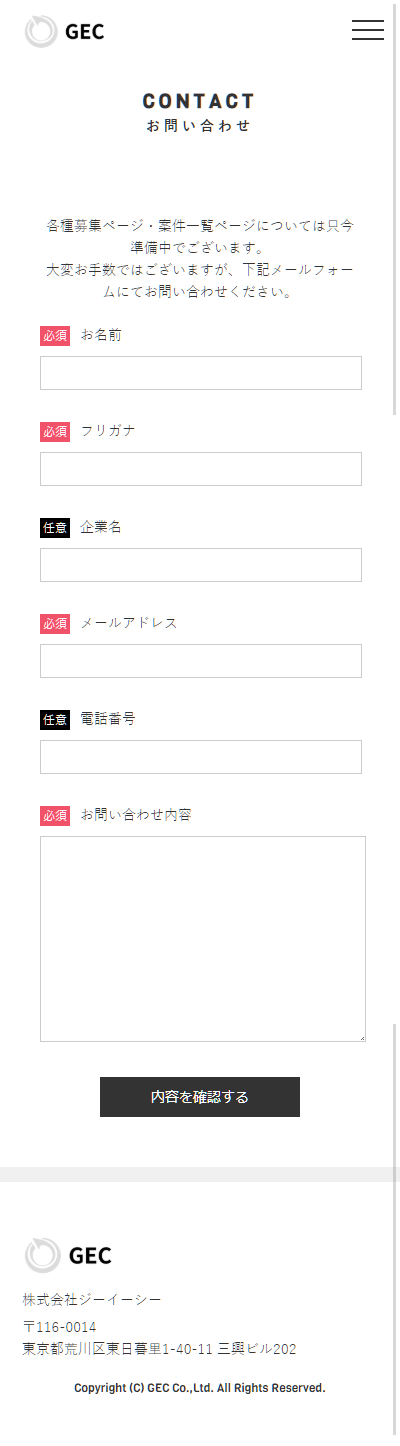 GEC
CONTACT
お問い合わせ
各種募集ページ・案件一覧ページについては只今
準備中でございます。
大変お手数ではございますが、下記メールフォー
ムにてお問い合わせください。
必須 お名前
必須 フリガナ
任意 企業名
必須 メールアドレス
任意 電話番号
必須 お問い合わせ内容
内容を確認する
GEC
株式会社ジーイーシー
〒116-0014
東京都荒川区東日暮里1-40-11 三興ビル202
Copyright (C) GEC Co.,Ltd. All Rights Reserved.